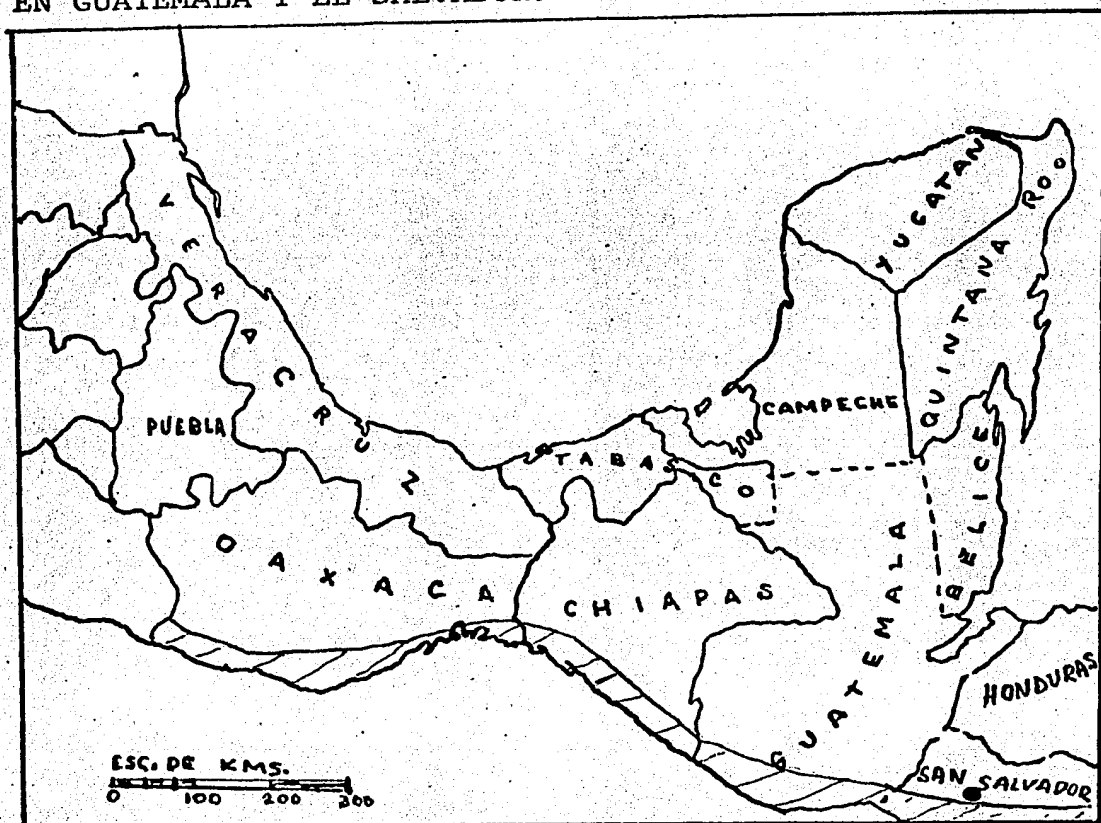 EN GUATEMALA Y EL SALVADOR
VERACRUZ
YUCATAN
QUINTANA ROO
PUEBLA
CAMPECHE
TABASCO
BELICE
OAXACA
CHIAPAS
GUATEMALA
HONDURAS
SAN SALVADOR
ESC. DE KMS.
0 100 200 300